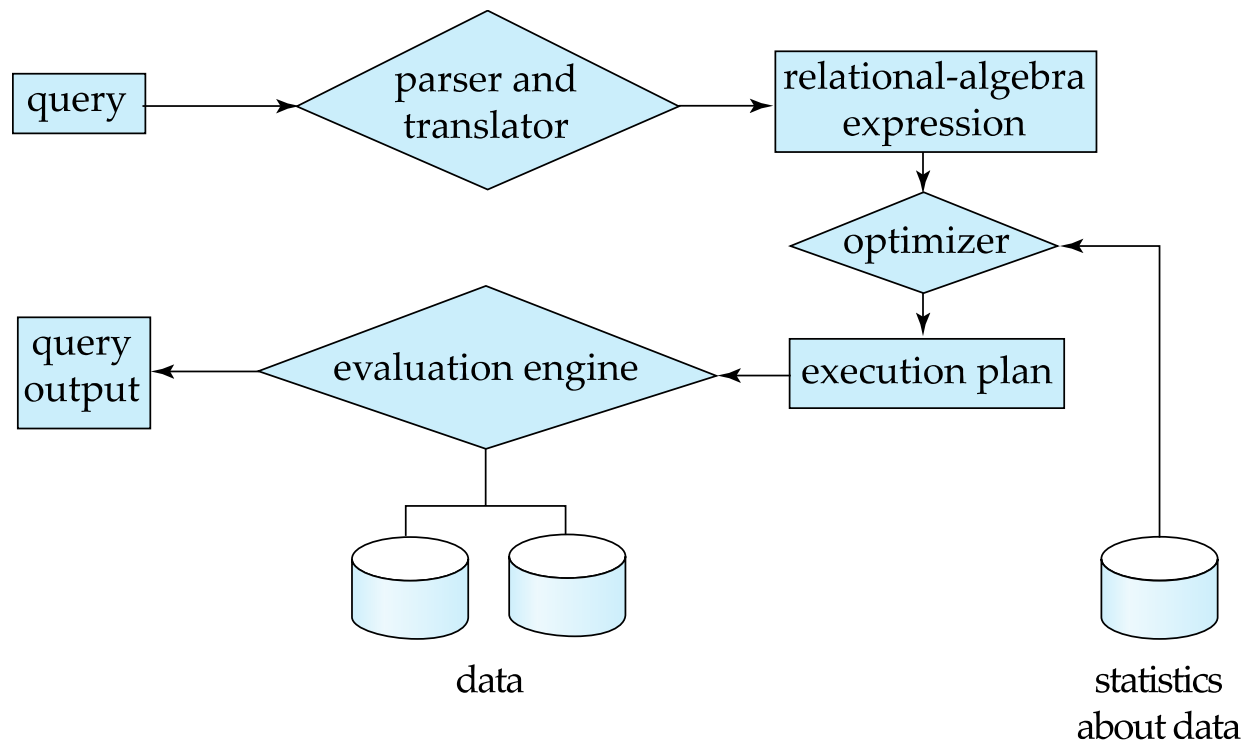 query
parser and
translator
relational-algebra
expression
optimizer
query
output
evaluation engine
execution plan
data
statistics
about data